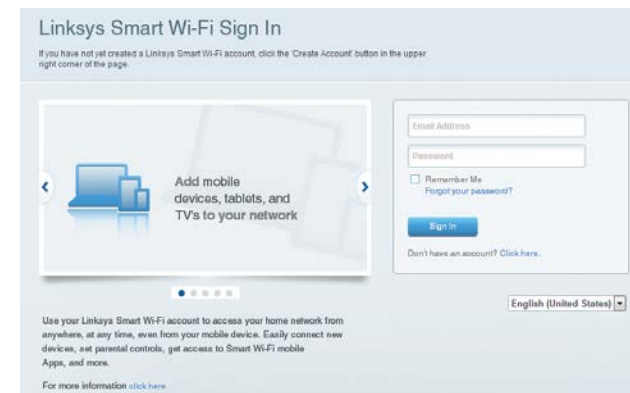 Linksys Smart Wi-Fi Sign In
If you have not yet created a Linksys Smart Wi-Fi account, click the 'Create Account' button in the upper
right corner of the page.
Add mobile
devices, tablets, and
TV's to your network
Email Address
Password
Remember Me
Forgot your password?
Sign In
Don't have an account? Click here.
English (United States)
Use your Linksys Smart Wi-Fi account to access your home network from
anywhere, at any time, even from your mobile device. Easily connect new
devices, set parental controls, get access to Smart Wi-Fi mobile
Apps, and more.
For more information click here